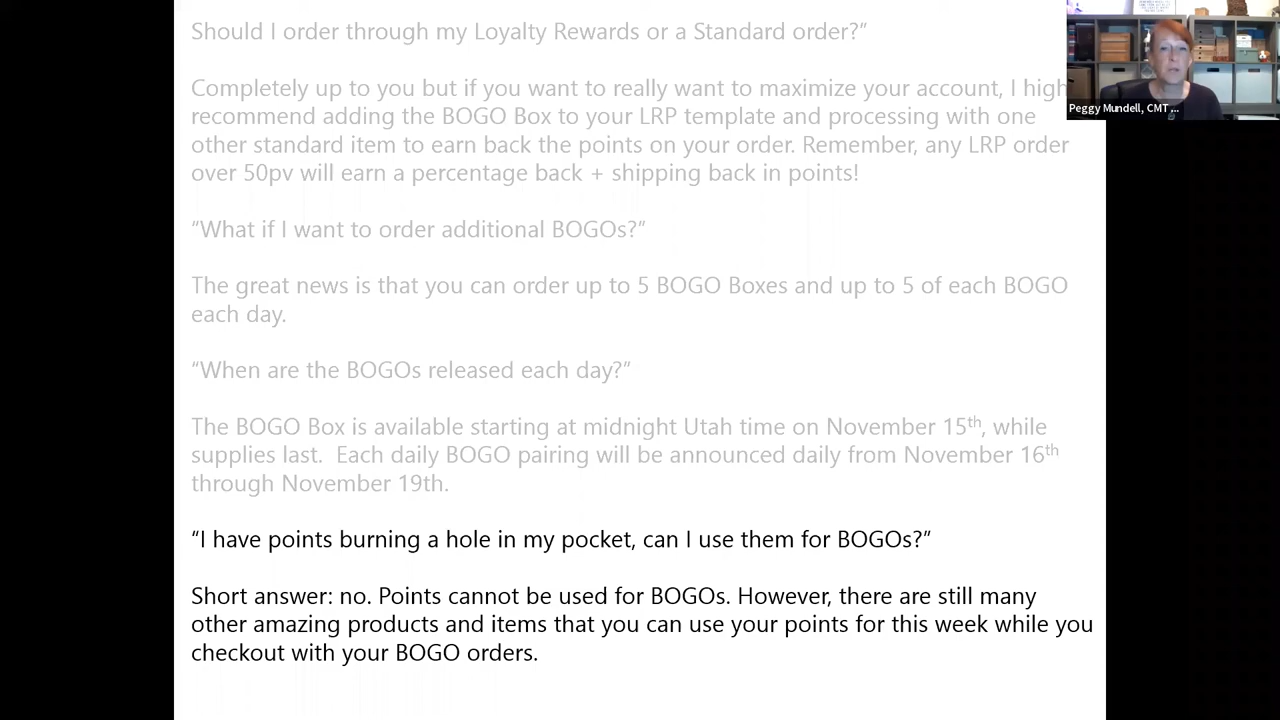 Should I order through my Loyalty Rewards or a Standard order?”
Completely up to you but if you want to really want to maximize your account, I high
recommend adding the BOGO Box to your LRP template and processing with one
other standard item to earn back the points on your order. Remember, any LRP order
over 50pv will earn a percentage back + shipping back in points!
“What if I want to order additional BOGOs?”
The great news is that you can order up to 5 BOGO Boxes and up to 5 of each BOGO
each day.
“When are the BOGOs released each day?”
The BOGO Box is available starting at midnight Utah time on November 15th, while
supplies last.  Each daily BOGO pairing will be announced daily from November 16th
through November 19th.
“I have points burning a hole in my pocket, can I use them for BOGOs?”
Short answer: no. Points cannot be used for BOGOs. However, there are still many
other amazing products and items that you can use your points for this week while you
checkout with your BOGO orders.
Peggy Mundell, CMT ...